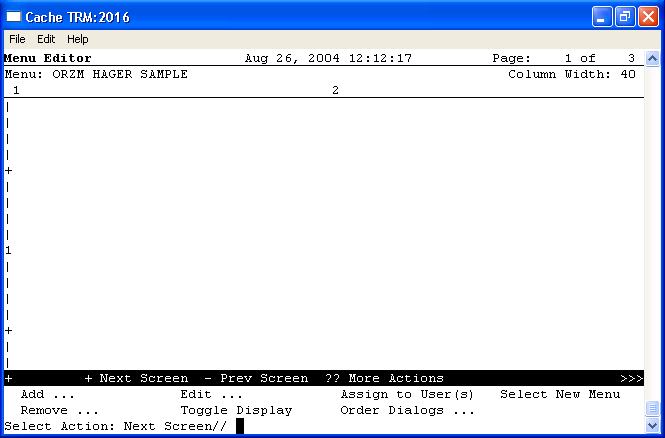 Cache TRM:2016
File Edit Help
Menu Editor Aug 26, 2004 12:12:17 Page: 1 of 3
Menu: ORZM HAGER SAMPLE Column Width: 40
1 2
|
|
|
|
+
|
|
|
|
1
|
|
|
|
+
|
|
+ + Next Screen - Prev Screen ?? More Actions >>>
Add ... Edit ... Assign to User(s) Select New Menu
Remove ... Toggle Display Order Dialogs ...
Select Action: Next Screen//